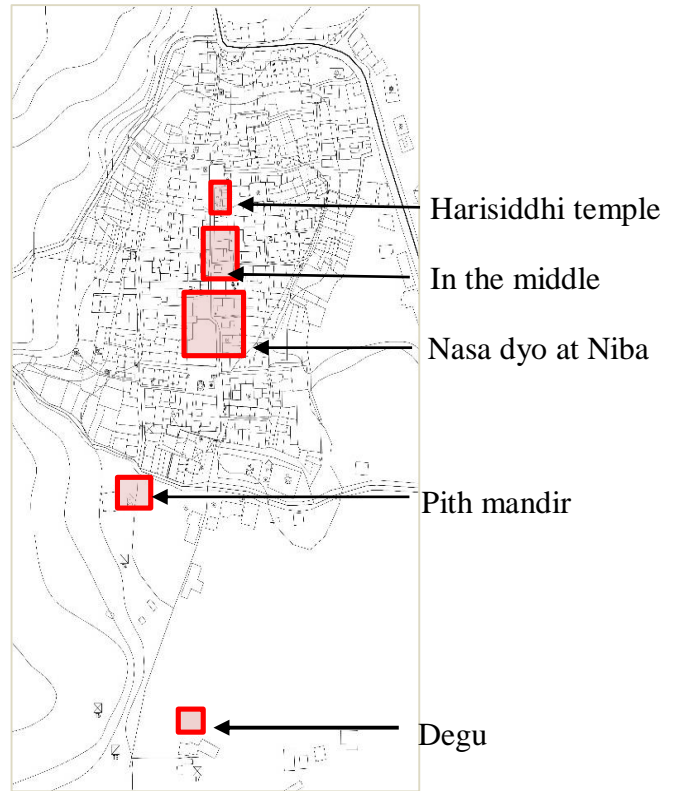 Harisiddhi temple
In the middle
Nasa dyo at Niba
Pith mandir
Degu